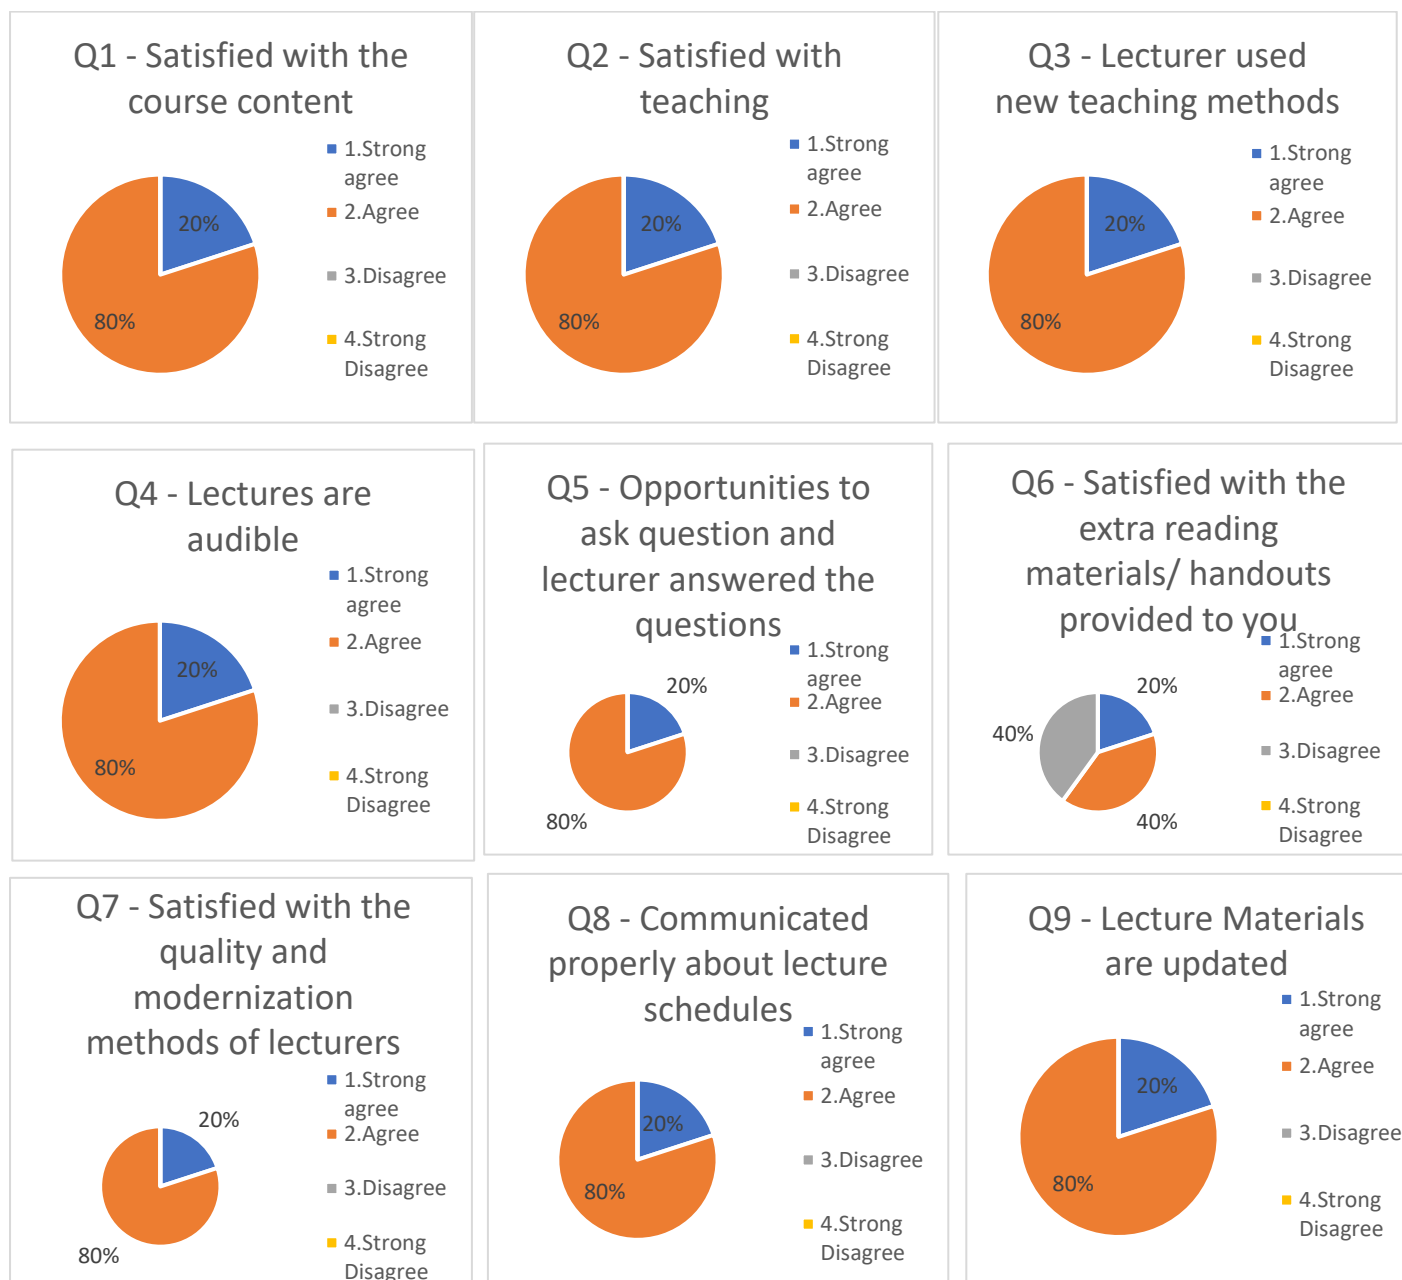 Q1 - Satisfied with the
course content
1.Strong
agree
2.Agree
3.Disagree
4.Strong
Disagree
20%
80%
Q2 - Satisfied with
teaching
1.Strong
agree
2.Agree
3.Disagree
4.Strong
Disagree
20%
80%
Q3 - Lecturer used
new teaching methods
1.Strong
agree
2.Agree
3.Disagree
4.Strong
Disagree
20%
80%
Q4 - Lectures are
audible
1.Strong
agree
2.Agree
3.Disagree
4.Strong
Disagree
20%
80%
Q5 - Opportunities to
ask question and
lecturer answered the
questions
1.Strong
agree
2.Agree
3.Disagree
4.Strong
Disagree
20%
80%
Q6 - Satisfied with the
extra reading
materials/ handouts
provided to you
1.Strong
agree
2.Agree
3.Disagree
4.Strong
Disagree
20%
40%
40%
Q7 - Satisfied with the
quality and
modernization
methods of lecturers
1.Strong
agree
2.Agree
3.Disagree
4.Strong
Disagree
20%
80%
Q8 - Communicated
properly about lecture
schedules
1.Strong
agree
2.Agree
3.Disagree
4.Strong
Disagree
20%
80%
Q9 - Lecture Materials
are updated
1.Strong
agree
2.Agree
3.Disagree
4.Strong
Disagree
20%
80%